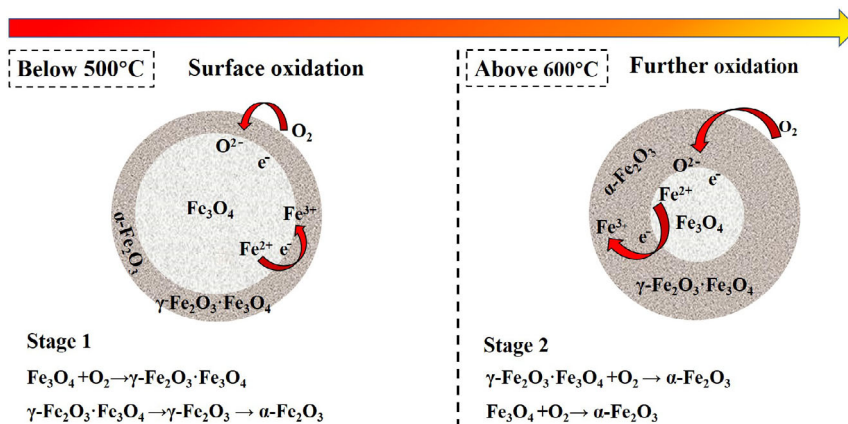 Below 500°C
Surface oxidation
O₂
O²⁻
e⁻
Fe₃O₄
Fe³⁺
Fe²⁺
e⁻
α-Fe₂O₃
γ-Fe₂O₃·Fe₃O₄
Stage 1
Fe₃O₄ +O₂→γ-Fe₂O₃·Fe₃O₄
γ-Fe₂O₃·Fe₃O₄→γ-Fe₂O₃ → α-Fe₂O₃
Above 600°C
Further oxidation
O₂
α-Fe₂O₃
O²⁻
e⁻
Fe²⁺
Fe₃O₄
Fe³⁺
e⁻
γ-Fe₂O₃·Fe₃O₄
Stage 2
γ-Fe₂O₃·Fe₃O₄ +O₂ → α-Fe₂O₃
Fe₃O₄ +O₂→ α-Fe₂O₃